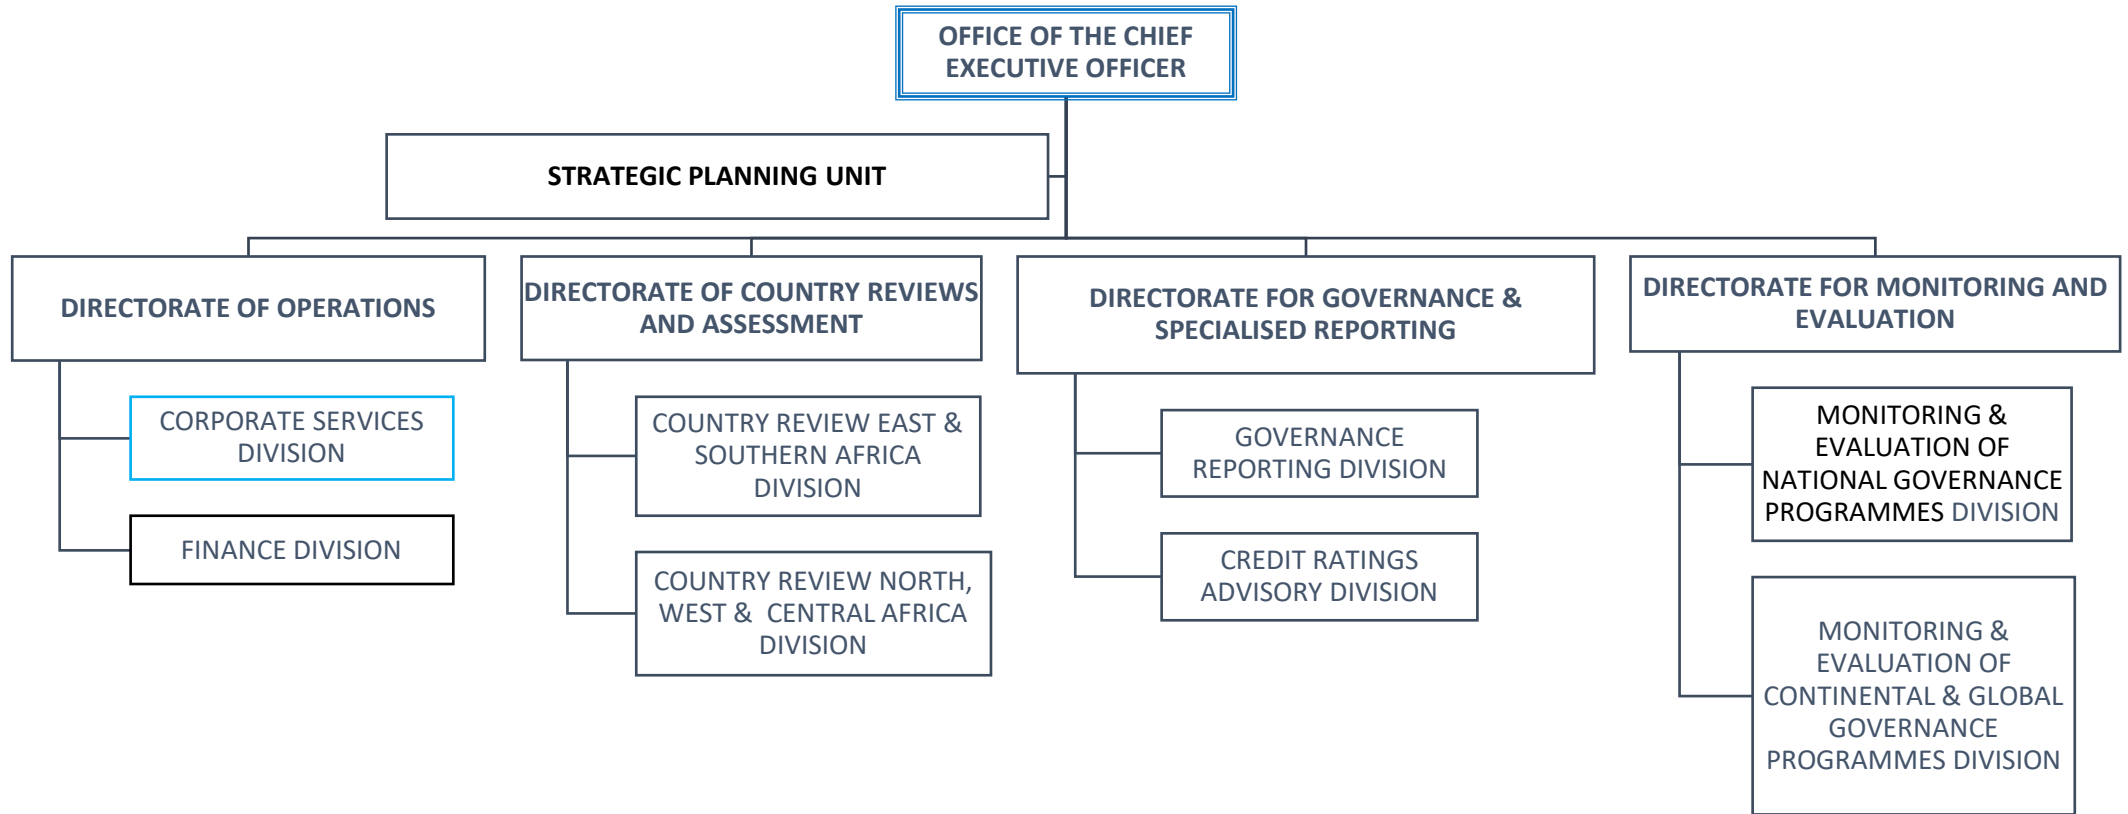 OFFICE OF THE CHIEF
EXECUTIVE OFFICER
STRATEGIC PLANNING UNIT
DIRECTORATE OF OPERATIONS
CORPORATE SERVICES
DIVISION
FINANCE DIVISION
DIRECTORATE OF COUNTRY REVIEWS
AND ASSESSMENT
COUNTRY REVIEW EAST &
SOUTHERN AFRICA
DIVISION
COUNTRY REVIEW NORTH,
WEST & CENTRAL AFRICA
DIVISION
DIRECTORATE FOR GOVERNANCE &
SPECIALISED REPORTING
GOVERNANCE
REPORTING DIVISION
CREDIT RATINGS
ADVISORY DIVISION
DIRECTORATE FOR MONITORING AND
EVALUATION
MONITORING &
EVALUATION OF
NATIONAL GOVERNANCE
PROGRAMMES DIVISION
MONITORING &
EVALUATION OF
CONTINENTAL & GLOBAL
GOVERNANCE
PROGRAMMES DIVISION